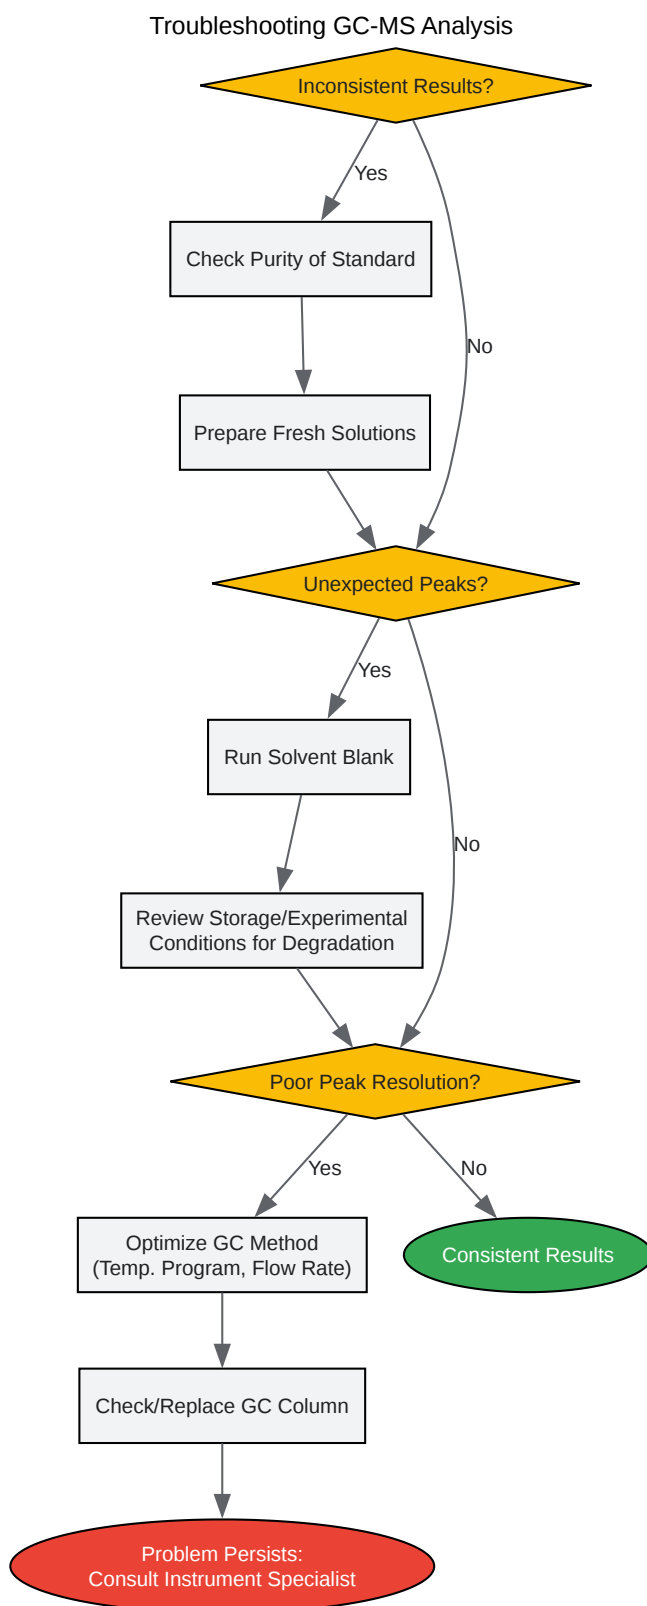 Troubleshooting GC-MS Analysis
Inconsistent Results?
Yes
Check Purity of Standard
No
Prepare Fresh Solutions
Unexpected Peaks?
Yes
Run Solvent Blank
No
Review Storage/Experimental
Conditions for Degradation
Poor Peak Resolution?
Yes
No
Optimize GC Method
(Temp. Program, Flow Rate)
Consistent Results
Check/Replace GC Column
Problem Persists:
Consult Instrument Specialist